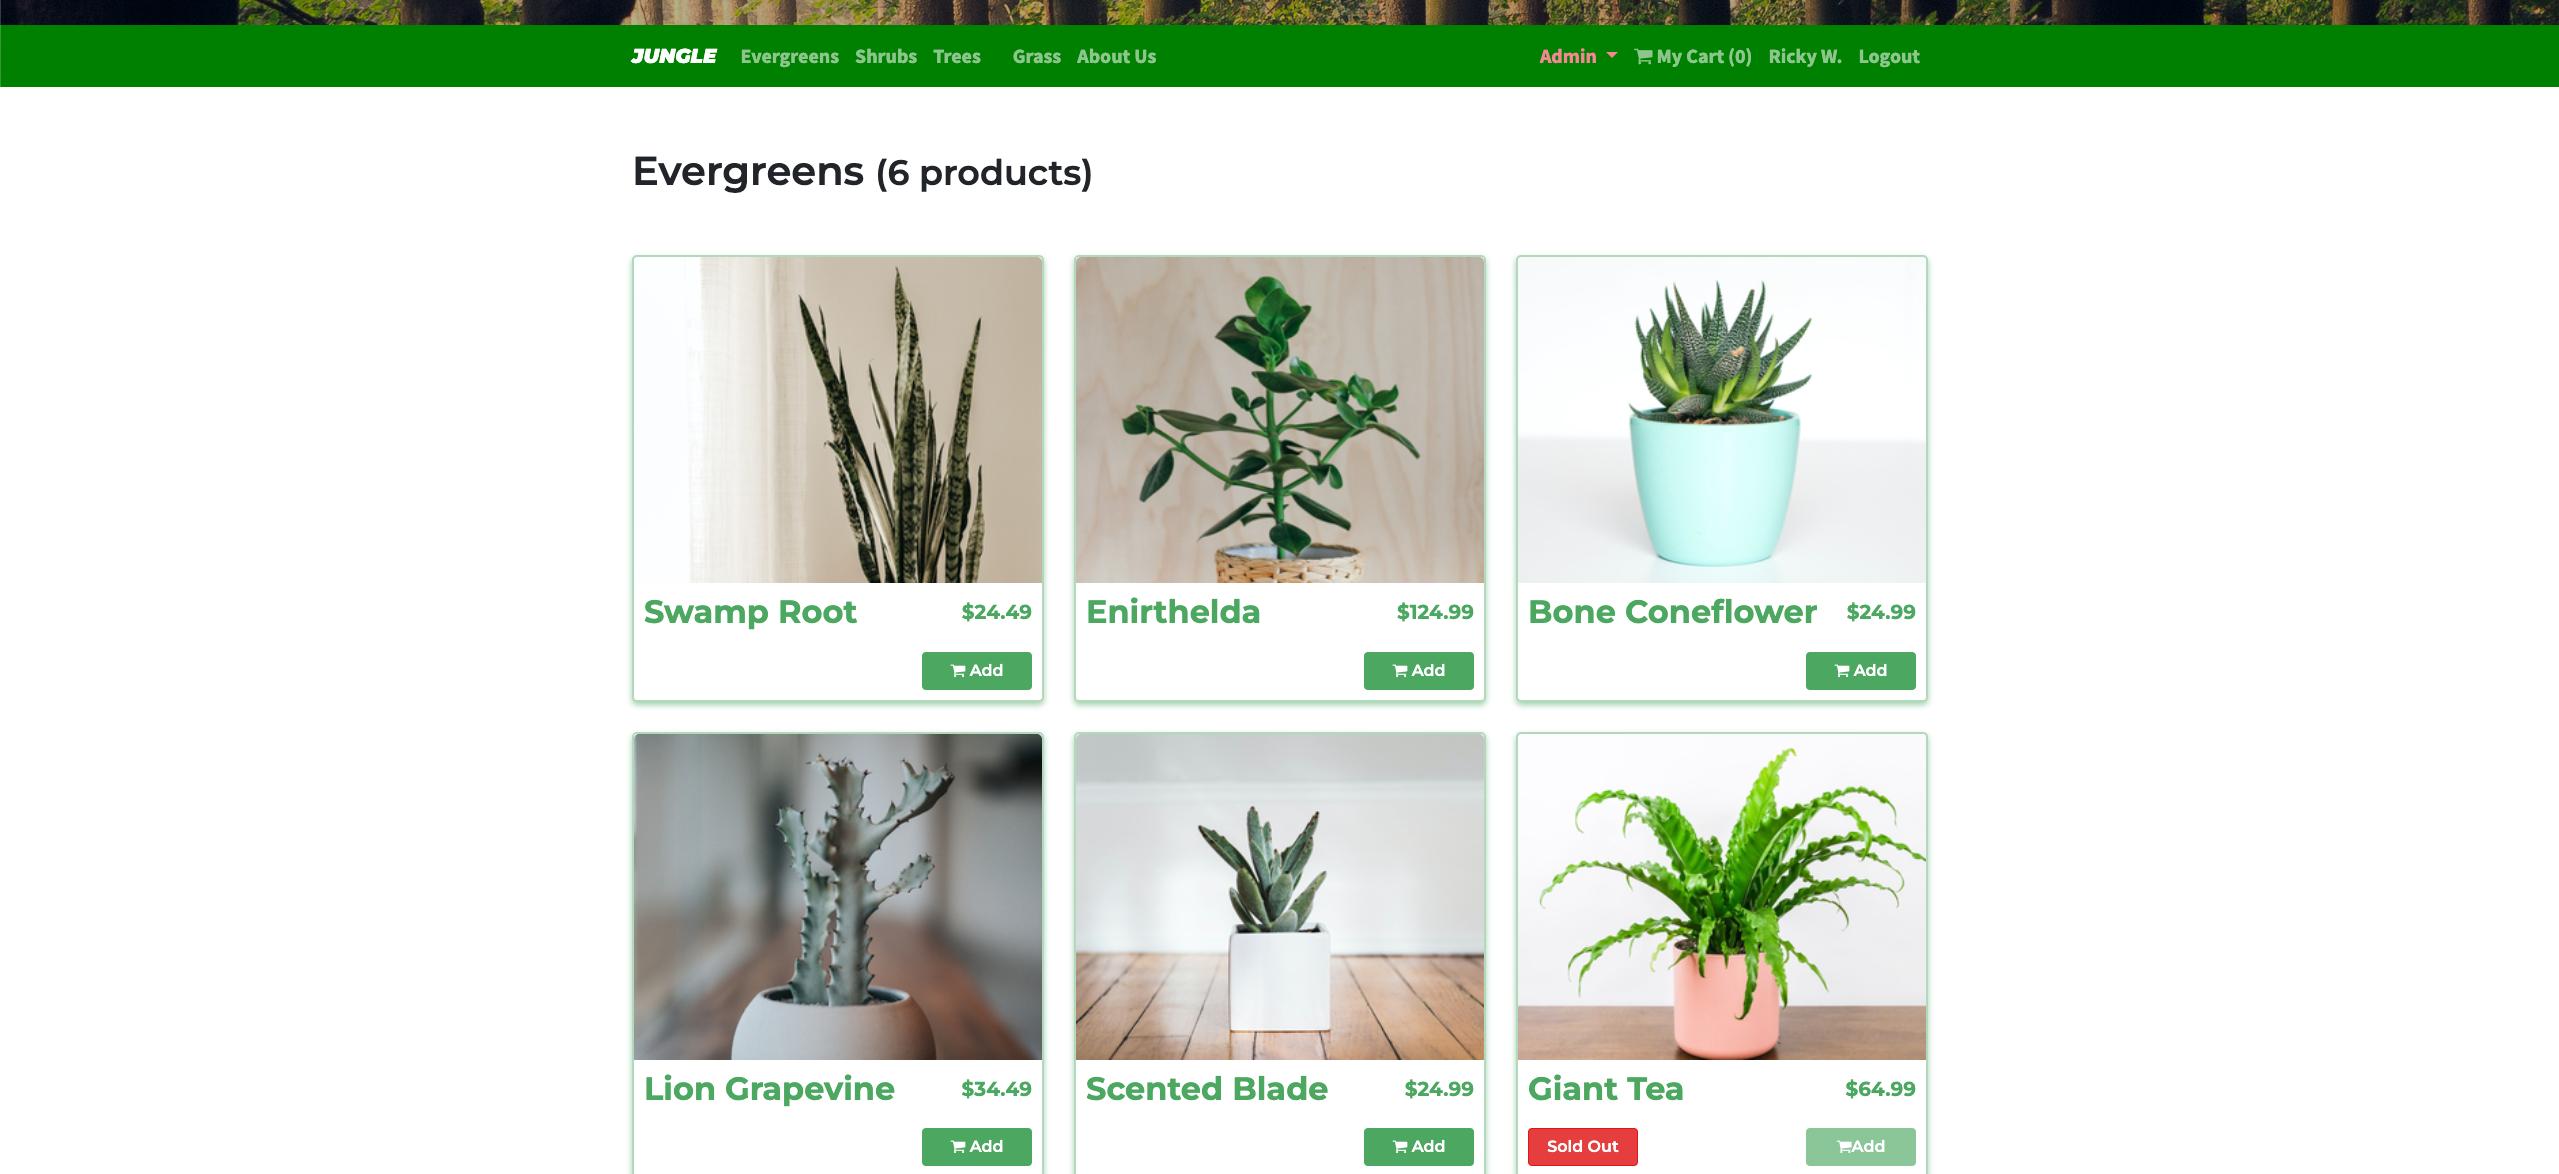 JUNGLE Evergreens Shrubs Trees Grass About Us Admin My Cart (0) Ricky W. Logout
Evergreens (6 products)
Swamp Root $24.49
Add
Enirthelda $124.99
Add
Bone Coneflower $24.99
Add
Lion Grapevine $34.49
Add
Scented Blade $24.99
Add
Giant Tea $64.99
Sold Out Add